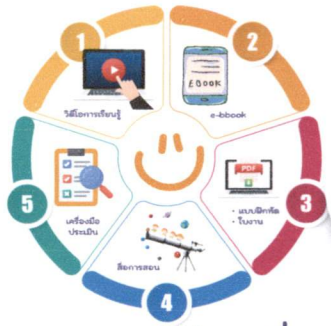 1
วิดีโอการเรียนรู้
2
EBOOK
e-bbook
3
PDF
• แบบฝึกหัด
• ใบงาน
4
สื่อการสอน
5
เครื่องมือ
ประเมิน